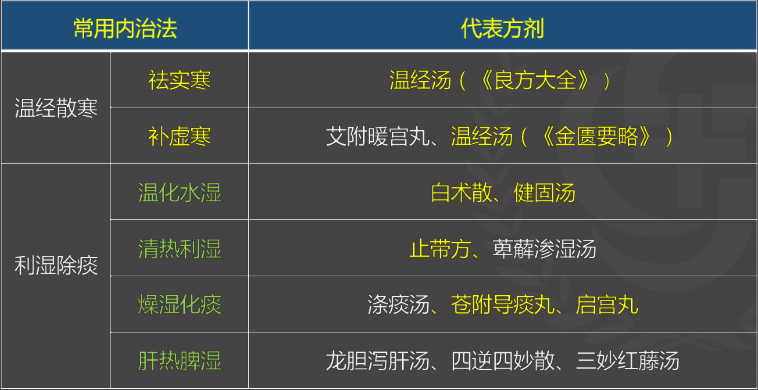 常用内治法 代表方剂
温经散寒 祛实寒 温经汤（《良方大全》）
补虚寒 艾附暖宫丸、温经汤（《金匮要略》）
利湿除痰 温化水湿 白术散、健固汤
清热利湿 止带方、萆薢渗湿汤
燥湿化痰 涤痰汤、苍附导痰丸、启宫丸
肝热脾湿 龙胆泻肝汤、四逆四妙散、三妙红藤汤